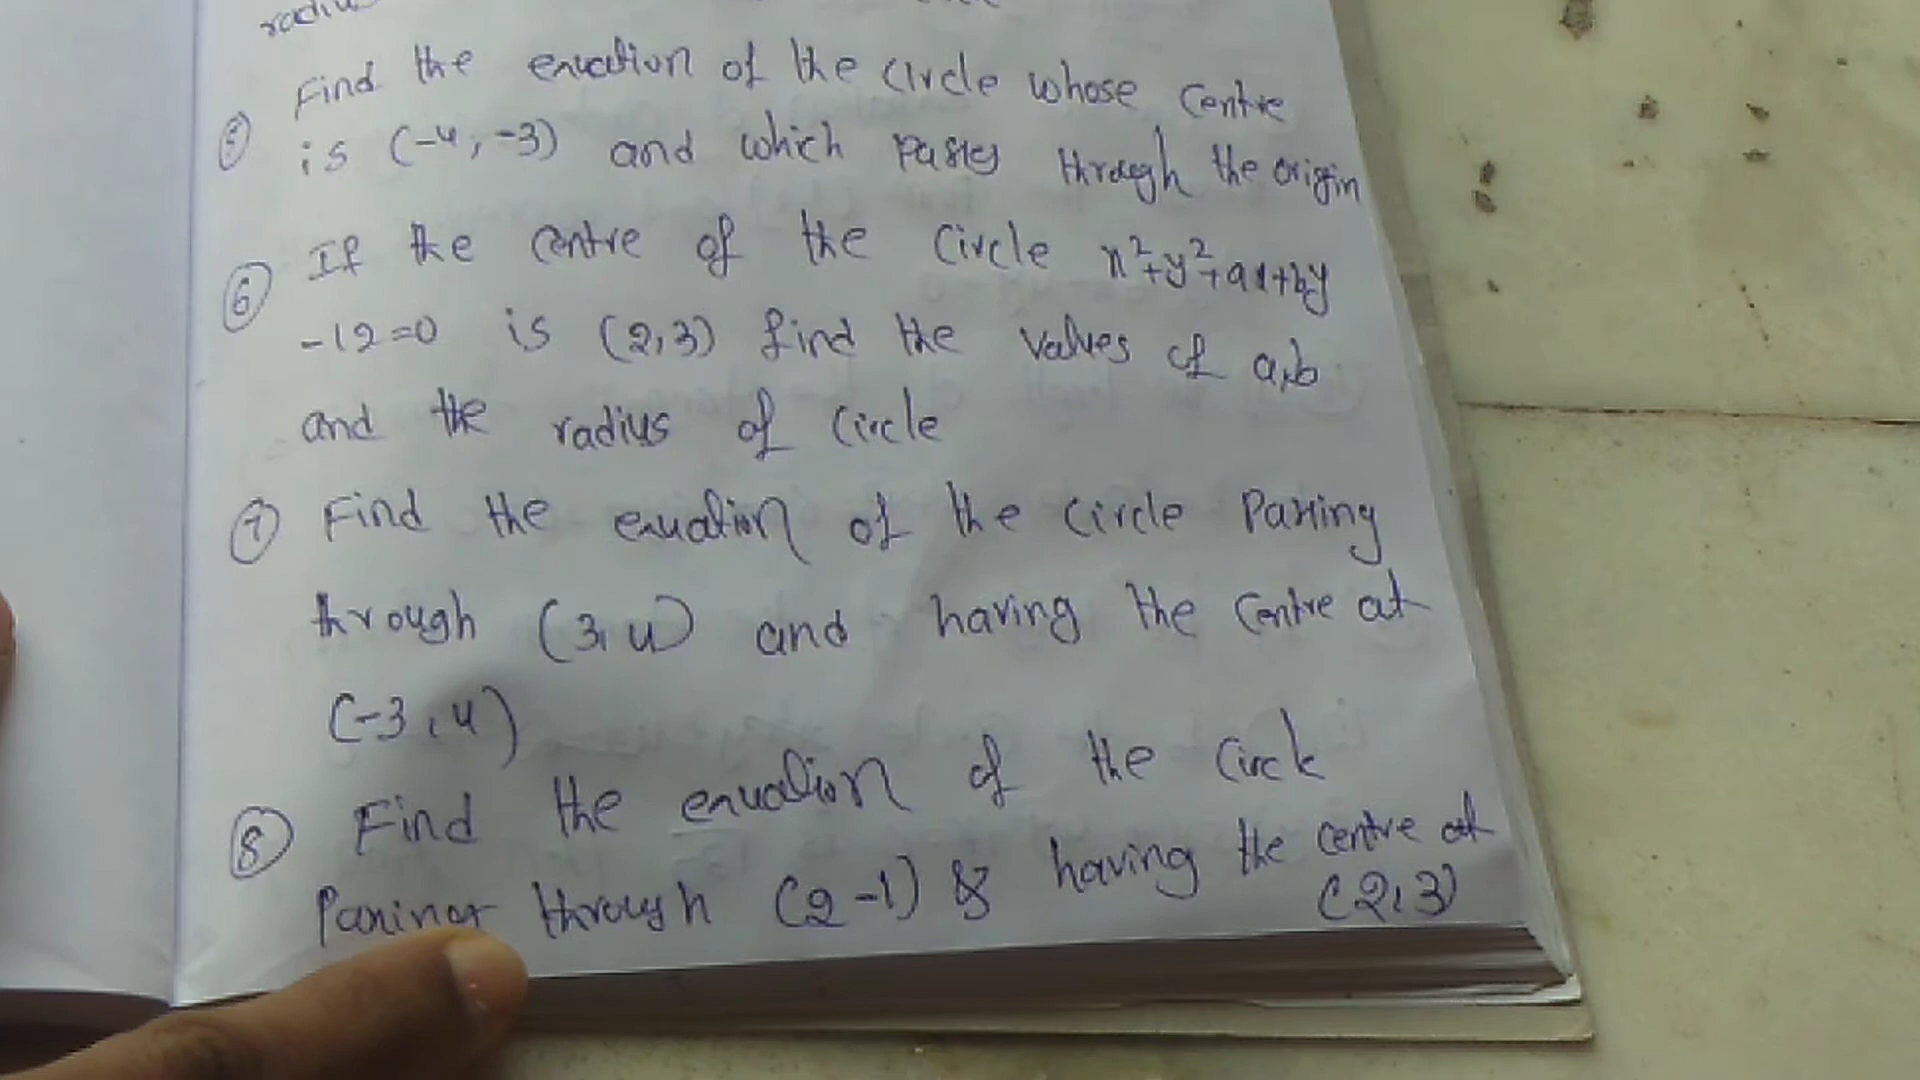 radius
⑤ Find the equation of the circle whose centre
is (-4, -3) and which passes through the origin
⑥ If the centre of the circle x²+y²+ax+by
-12=0 is (2,3) find the values of a,b
and the radius of circle
⑦ Find the equation of the circle Passing
through (3,4) and having the centre at
(-3,4)
⑧ Find the equation of the circle
Passing through (2 -1) & having the centre at
(2,3)